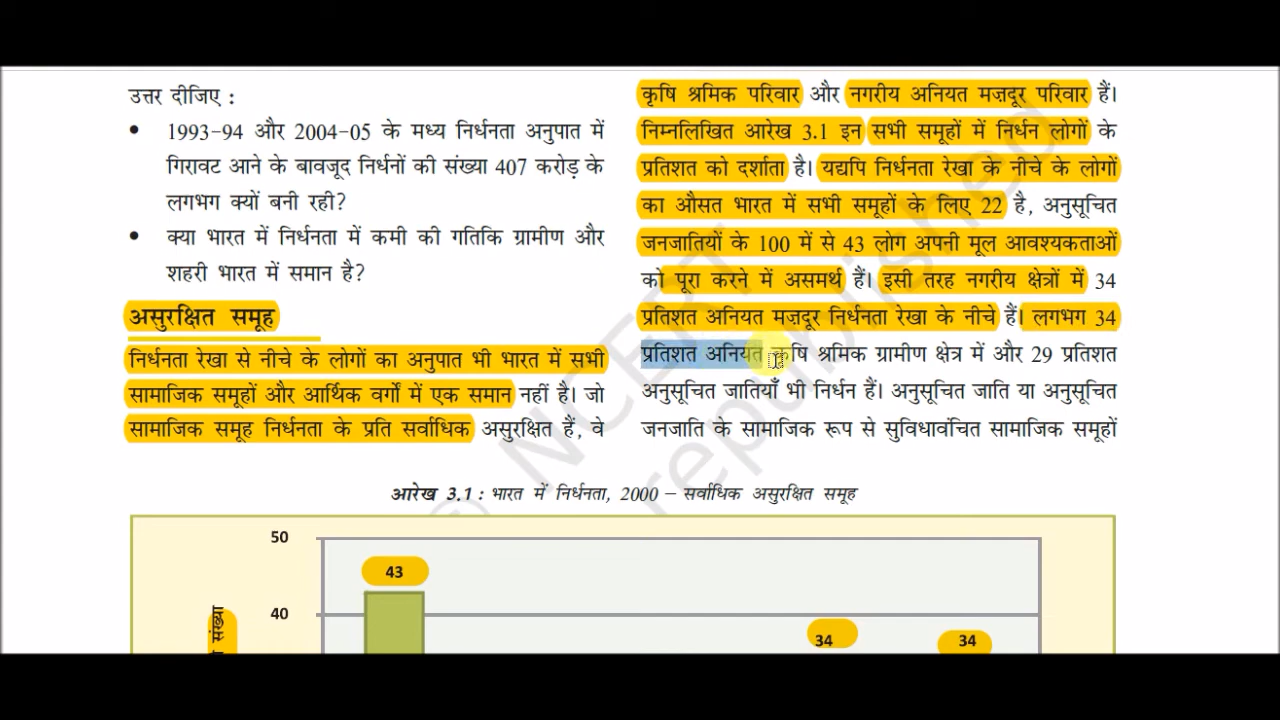 उत्तर दीजिए :
• 1993-94 और 2004-05 के मध्य निर्धनता अनुपात में
गिरावट आने के बावजूद निर्धनों की संख्या 407 करोड़ के
लगभग क्यों बनी रही?
• क्या भारत में निर्धनता में कमी की गतिकि ग्रामीण और
शहरी भारत में समान है?
असुरक्षित समूह
निर्धनता रेखा से नीचे के लोगों का अनुपात भी भारत में सभी
सामाजिक समूहों और आर्थिक वर्गों में एक समान नहीं है। जो
सामाजिक समूह निर्धनता के प्रति सर्वाधिक असुरक्षित हैं, वे
कृषि श्रमिक परिवार और नगरीय अनियत मज़दूर परिवार हैं।
निम्नलिखित आरेख 3.1 इन सभी समूहों में निर्धन लोगों के
प्रतिशत को दर्शाता है। यद्यपि निर्धनता रेखा के नीचे के लोगों
का औसत भारत में सभी समूहों के लिए 22 है, अनुसूचित
जनजातियों के 100 में से 43 लोग अपनी मूल आवश्यकताओं
को पूरा करने में असमर्थ हैं। इसी तरह नगरीय क्षेत्रों में 34
प्रतिशत अनियत मज़दूर निर्धनता रेखा के नीचे हैं। लगभग 34
प्रतिशत अनियत कृषि श्रमिक ग्रामीण क्षेत्र में और 29 प्रतिशत
अनुसूचित जातियाँ भी निर्धन हैं। अनुसूचित जाति या अनुसूचित
जनजाति के सामाजिक रूप से सुविधावंचित सामाजिक समूहों
© NCERT
republished
आरेख 3.1 : भारत में निर्धनता, 2000 – सर्वाधिक असुरक्षित समूह
50
43
40
34
34
संख्या